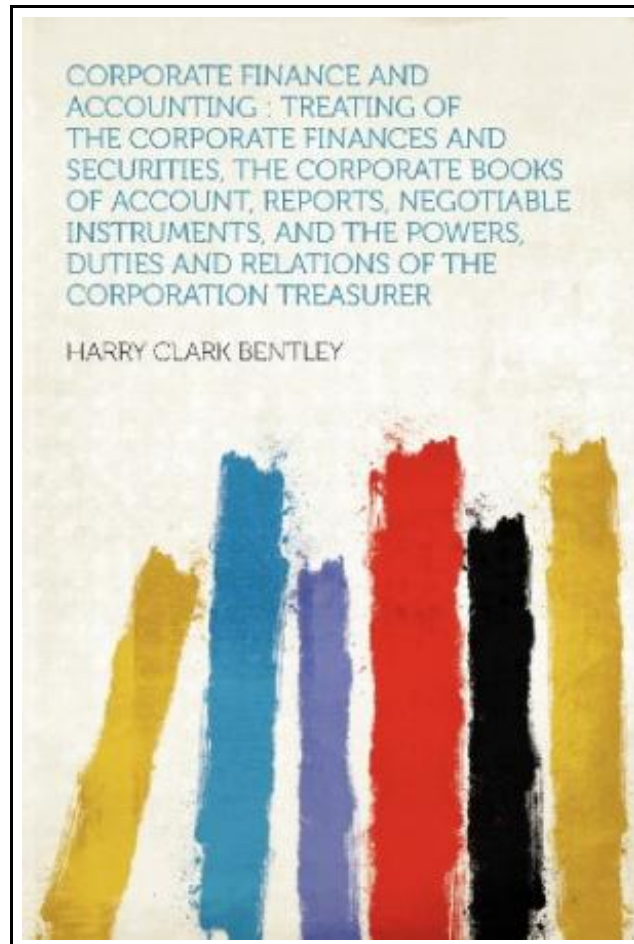 CORPORATE FINANCE AND
ACCOUNTING : TREATING OF
THE CORPORATE FINANCES AND
SECURITIES, THE CORPORATE BOOKS
OF ACCOUNT, REPORTS, NEGOTIABLE
INSTRUMENTS, AND THE POWERS,
DUTIES AND RELATIONS OF THE
CORPORATION TREASURER
HARRY CLARK BENTLEY